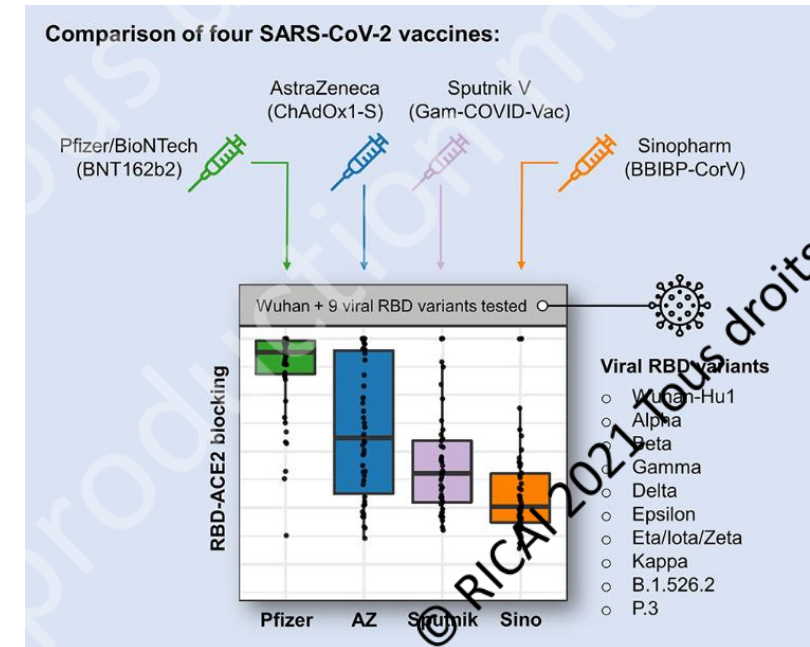 Comparison of four SARS-CoV-2 vaccines:
AstraZeneca
(ChAdOx1-S)
Sputnik V
(Gam-COVID-Vac)
Pfizer/BioNTech
(BNT162b2)
Sinopharm
(BBIBP-CorV)
Wuhan + 9 viral RBD variants tested
RBD-ACE2 blocking
Viral RBD variants
Wuhan-Hu1
Alpha
Beta
Gamma
Delta
Epsilon
Eta/Iota/Zeta
Kappa
B.1.526.2
P.3
Pfizer
AZ
Sputnik
Sino
© RICAI 2021 Tous droits